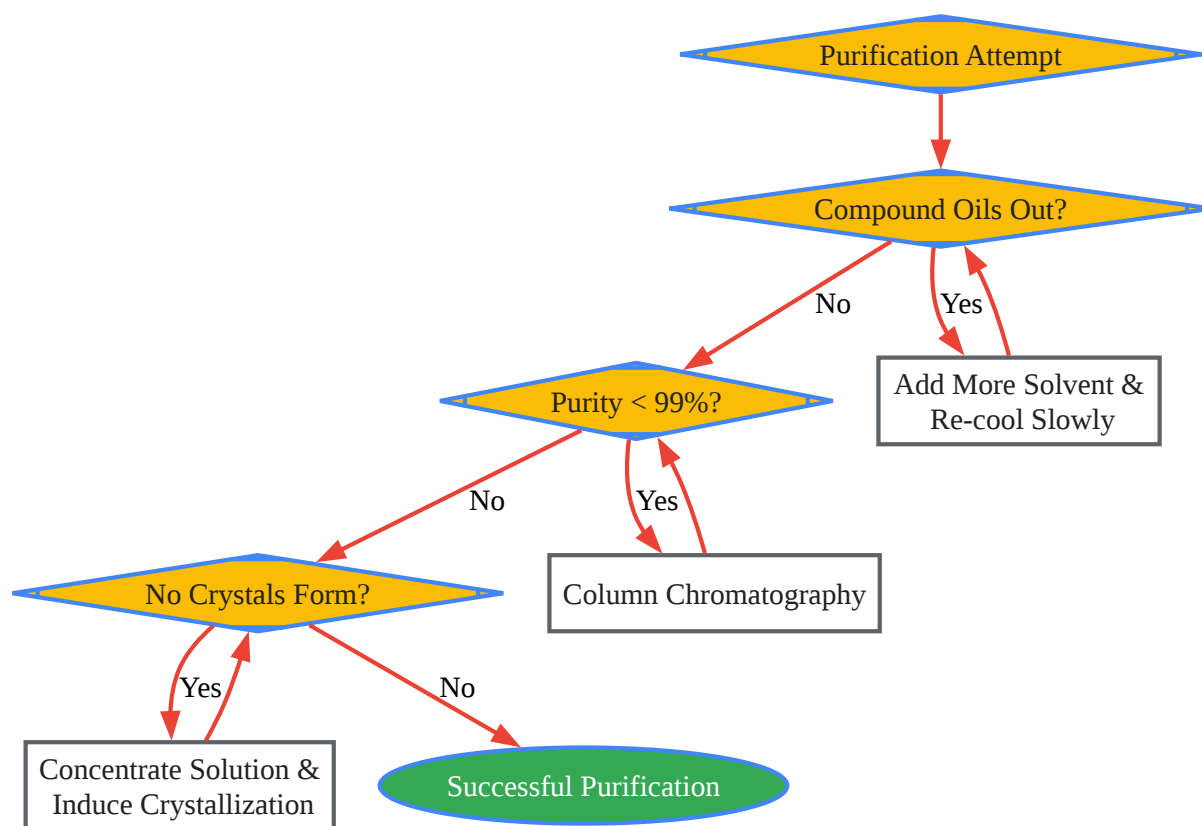 Purification Attempt
Compound Oils Out?
No
Yes
Add More Solvent &
Re-cool Slowly
Purity < 99%?
No
Yes
Column Chromatography
No Crystals Form?
Yes
No
Concentrate Solution &
Induce Crystallization
Successful Purification